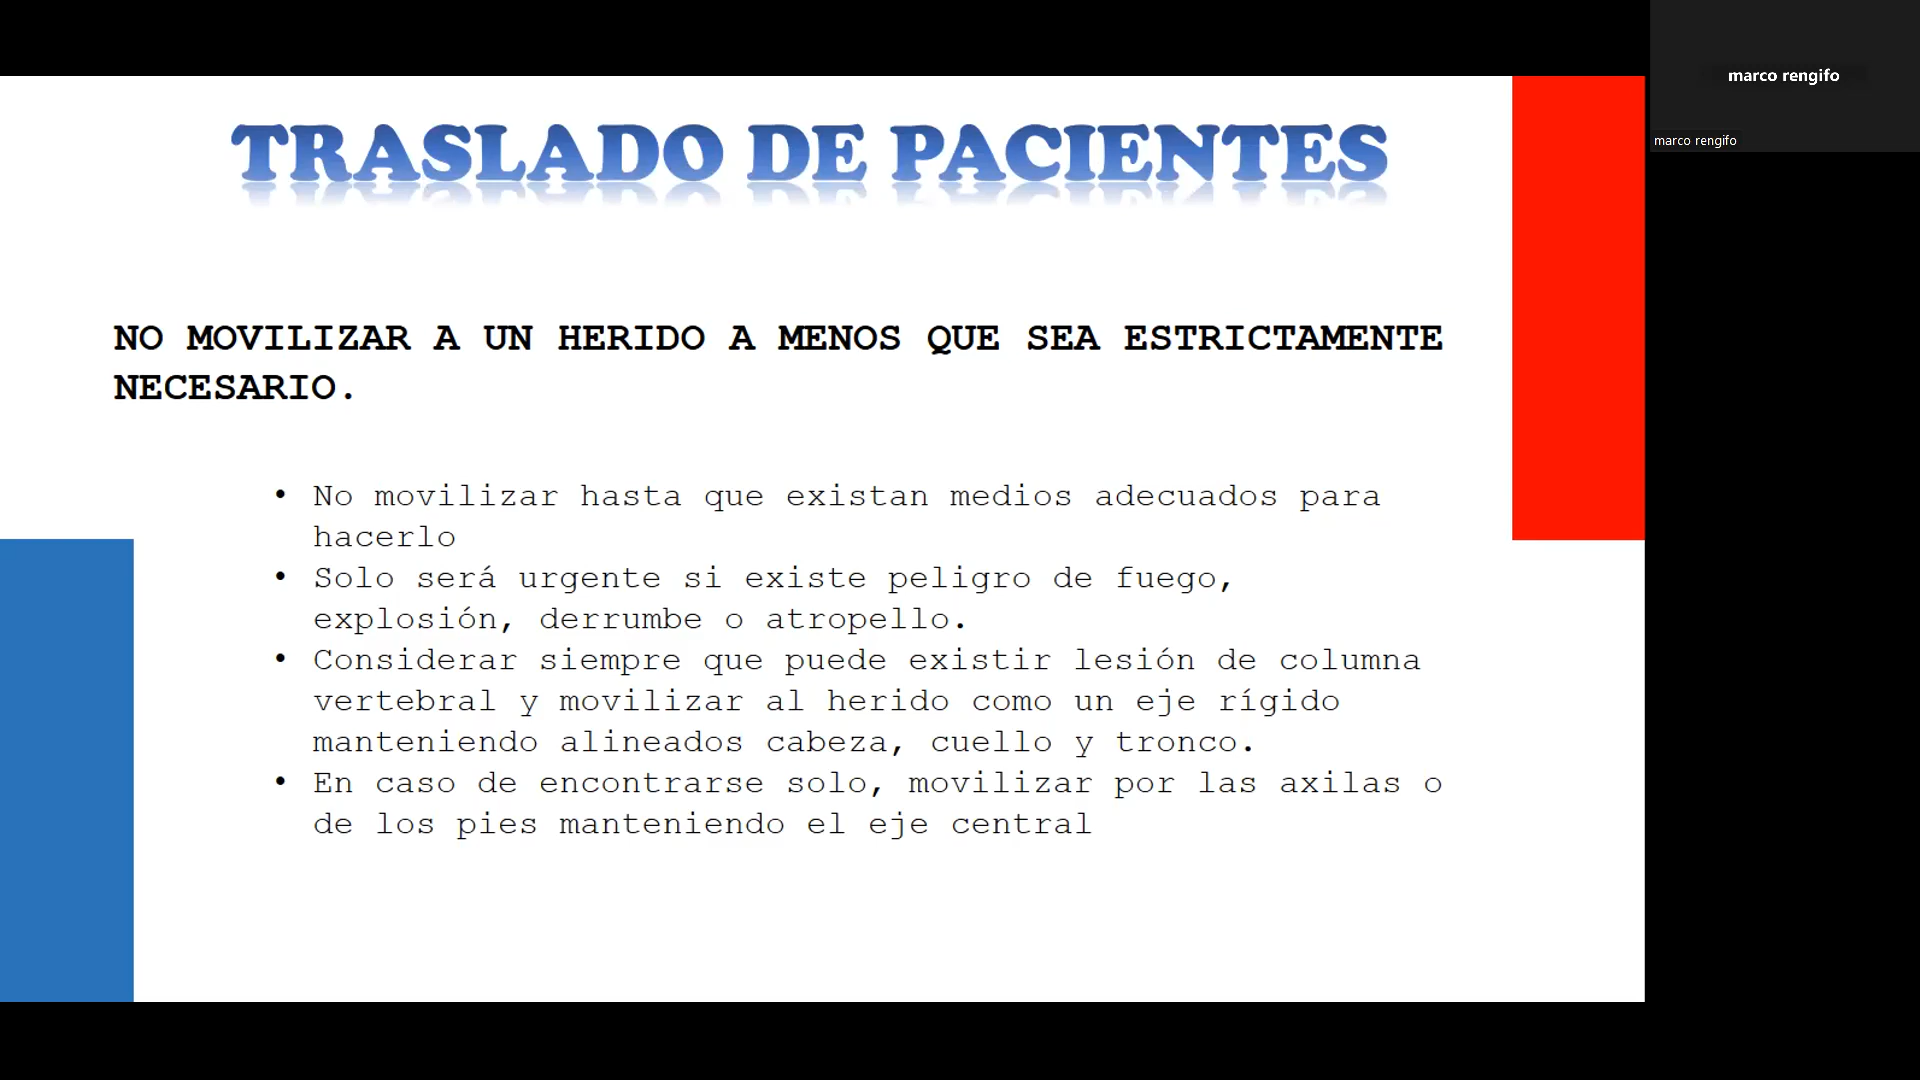 TRASLADO DE PACIENTES
NO MOVILIZAR A UN HERIDO A MENOS QUE SEA ESTRICTAMENTE
NECESARIO.
• No movilizar hasta que existan medios adecuados para
hacerlo
• Solo será urgente si existe peligro de fuego,
explosión, derrumbe o atropello.
• Considerar siempre que puede existir lesión de columna
vertebral y movilizar al herido como un eje rígido
manteniendo alineados cabeza, cuello y tronco.
• En caso de encontrarse solo, movilizar por las axilas o
de los pies manteniendo el eje central
marco rengifo
marco rengifo